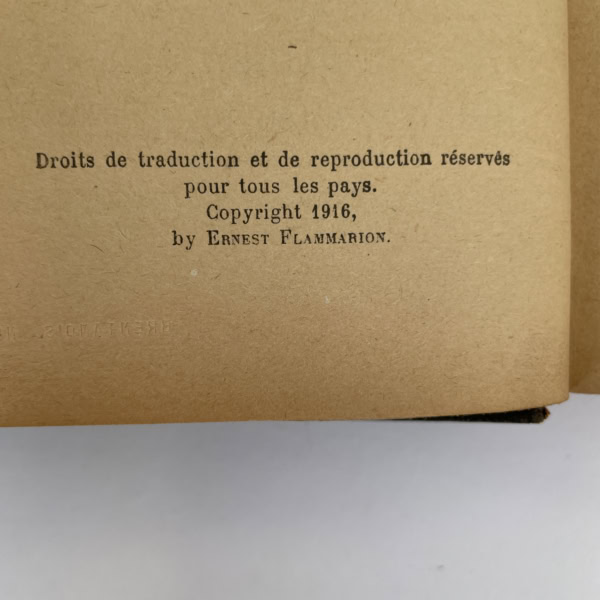 Droits de traduction et de reproduction réservés
pour tous les pays.
Copyright 1916,
by ERNEST FLAMMARION.